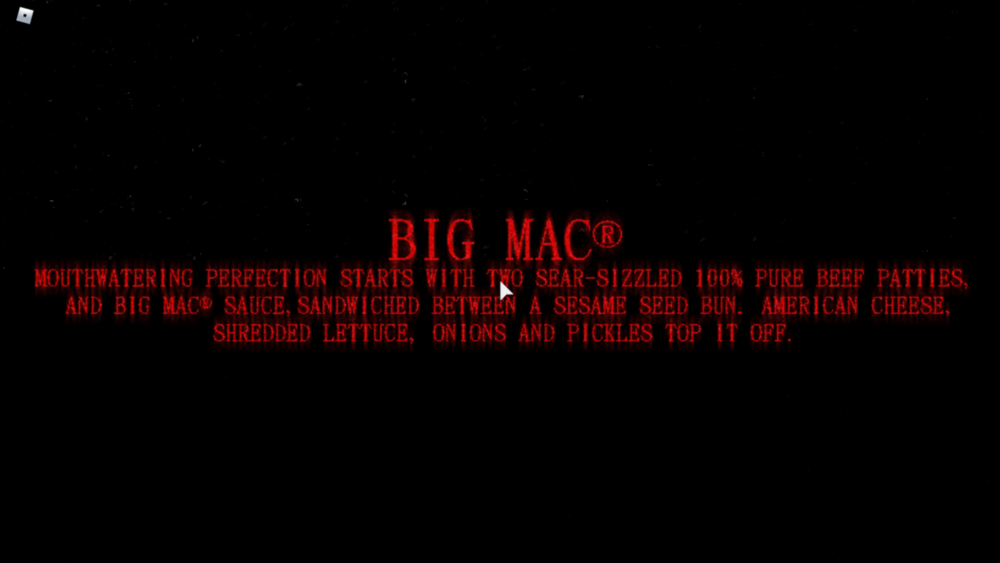 BIG MAC®
MOUTHWATERING PERFECTION STARTS WITH TWO SEAR-SIZZLED 100% PURE BEEF PATTIES,
AND BIG MAC® SAUCE,SANDWICHED BETWEEN A SESAME SEED BUN. AMERICAN CHEESE,
SHREDDED LETTUCE, ONIONS AND PICKLES TOP IT OFF.